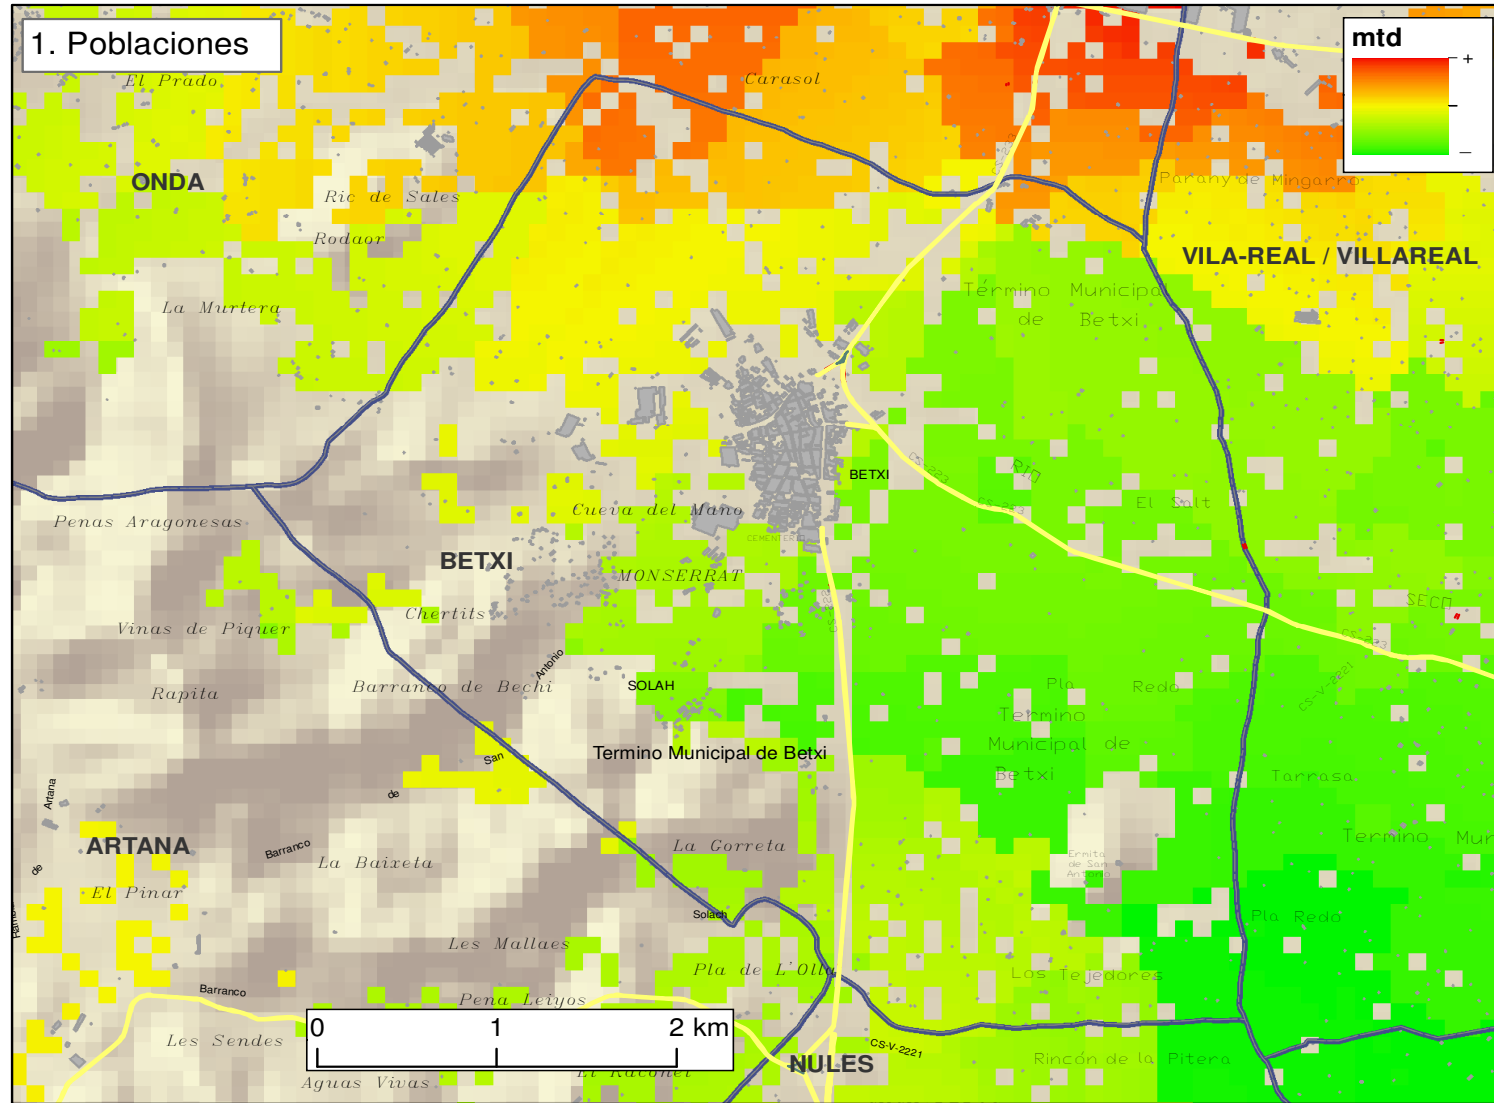 1. Poblaciones
mtd
+
−
El Prado
Carasol
CS-223
ONDA
Ric de Sales
Parany de Mingarro
Rodaor
VILA-REAL / VILLAREAL
La Murtera
Término Municipal
de Betxi
BETXI
CS-223
RIO
CS-223
El Salt
Penas Aragonesas
Cueva del Mano
CEMENTERIO
BETXI
MONSERRAT
Chertits
SECO
Vinas de Piquer
CS-223
Antonio
Rapita
Barranco de Bechi
SOLAH
Pla Redo
CS-V-2221
Termino
Municipal de
Betxi
Termino Municipal de Betxi
San
Tarrasa
de
Artana
ARTANA
Barranco
La Baixeta
La Gorreta
Termino Mun
Ermita
de San
Antonio
de
El Pinar
Solach
Pla Redo
Les Mallaes
Pla de L'Olla
Los Tejedores
Barranco
Pena Leiyos
0 1 2 km
Les Sendes
CS-V-2221
NULES
Rincón de la Pitera
Aguas Vivas
El Raconet